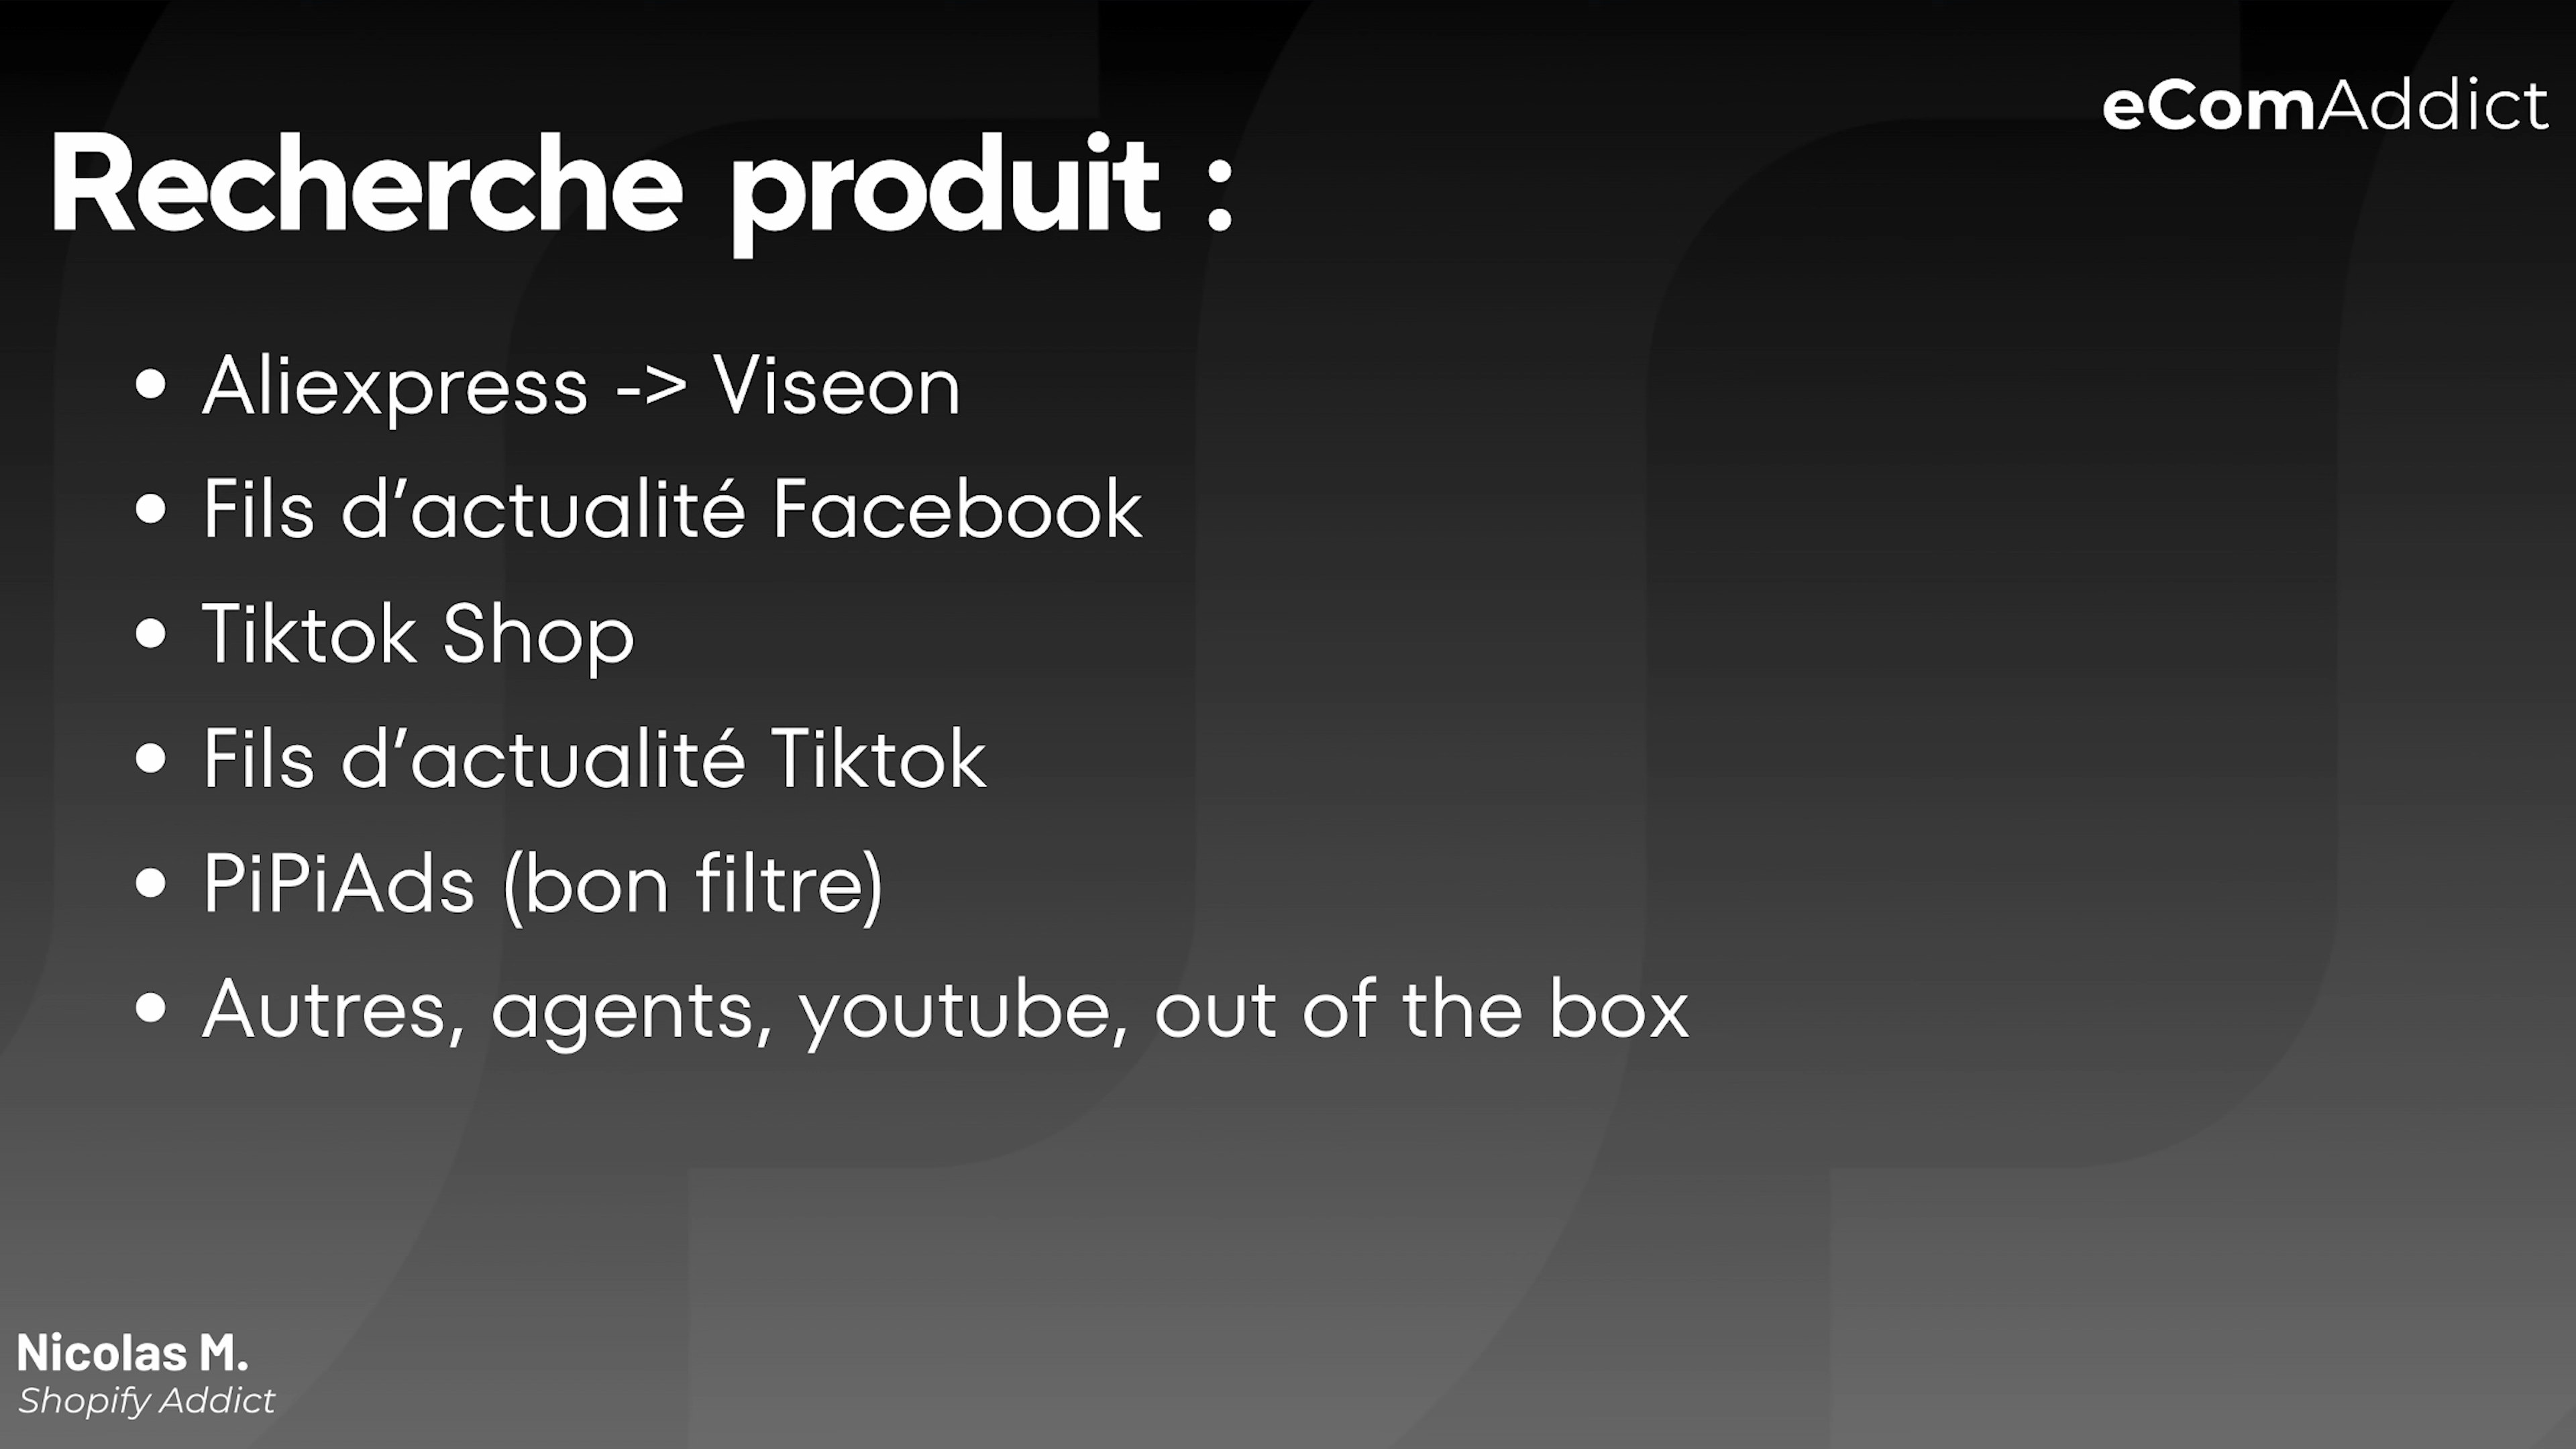 eComAddict
Recherche produit :
• Aliexpress -> Viseon
• Fils d’actualité Facebook
• Tiktok Shop
• Fils d’actualité Tiktok
• PiPiAds (bon filtre)
• Autres, agents, youtube, out of the box
Nicolas M.
Shopify Addict